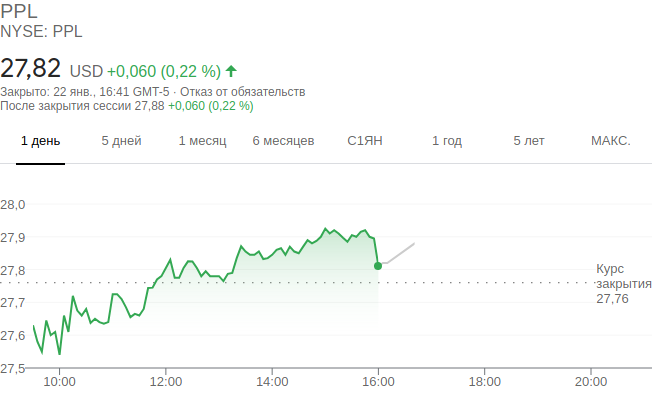 PPL
NYSE: PPL
27,82 USD +0,060 (0,22 %)
Закрыто: 22 янв., 16:41 GMT-5 · Отказ от обязательств
После закрытия сессии 27,88 +0,060 (0,22 %)
1 день 5 дней 1 месяц 6 месяцев С1ЯН 1 год 5 лет МАКС.
28,0
27,9
27,8
27,7
27,6
27,5
Курс
закрытия
27,76
10:00 12:00 14:00 16:00 18:00 20:00